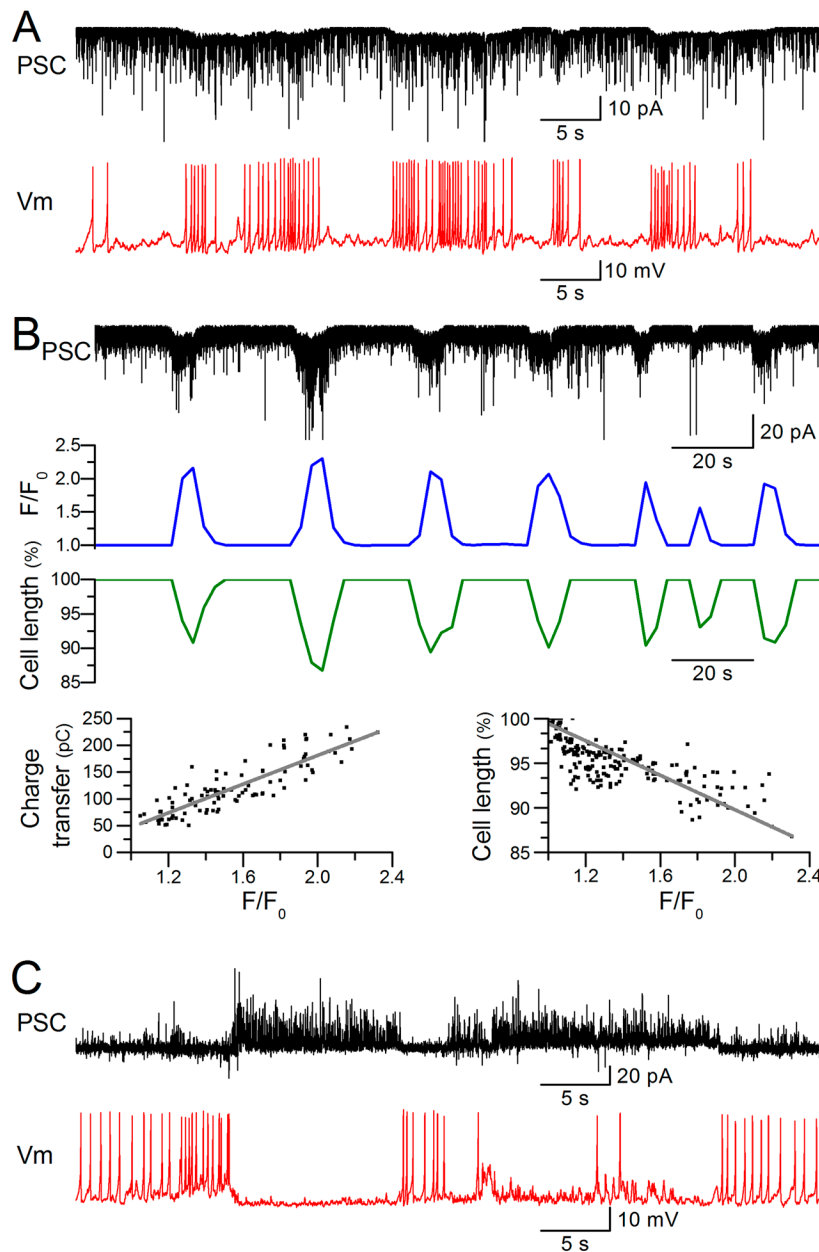 A
PSC
10 pA
5 s
Vm
10 mV
5 s
B
PSC
20 pA
20 s
2.5
2.0
1.5
1.0
F/F0
100
95
90
85
Cell length (%)
20 s
250
200
150
100
50
0
Charge
transfer (pC)
1.2 1.6 2.0 2.4
F/F0
100
95
90
85
Cell length (%)
1.2 1.6 2.0 2.4
F/F0
C
PSC
20 pA
5 s
Vm
10 mV
5 s